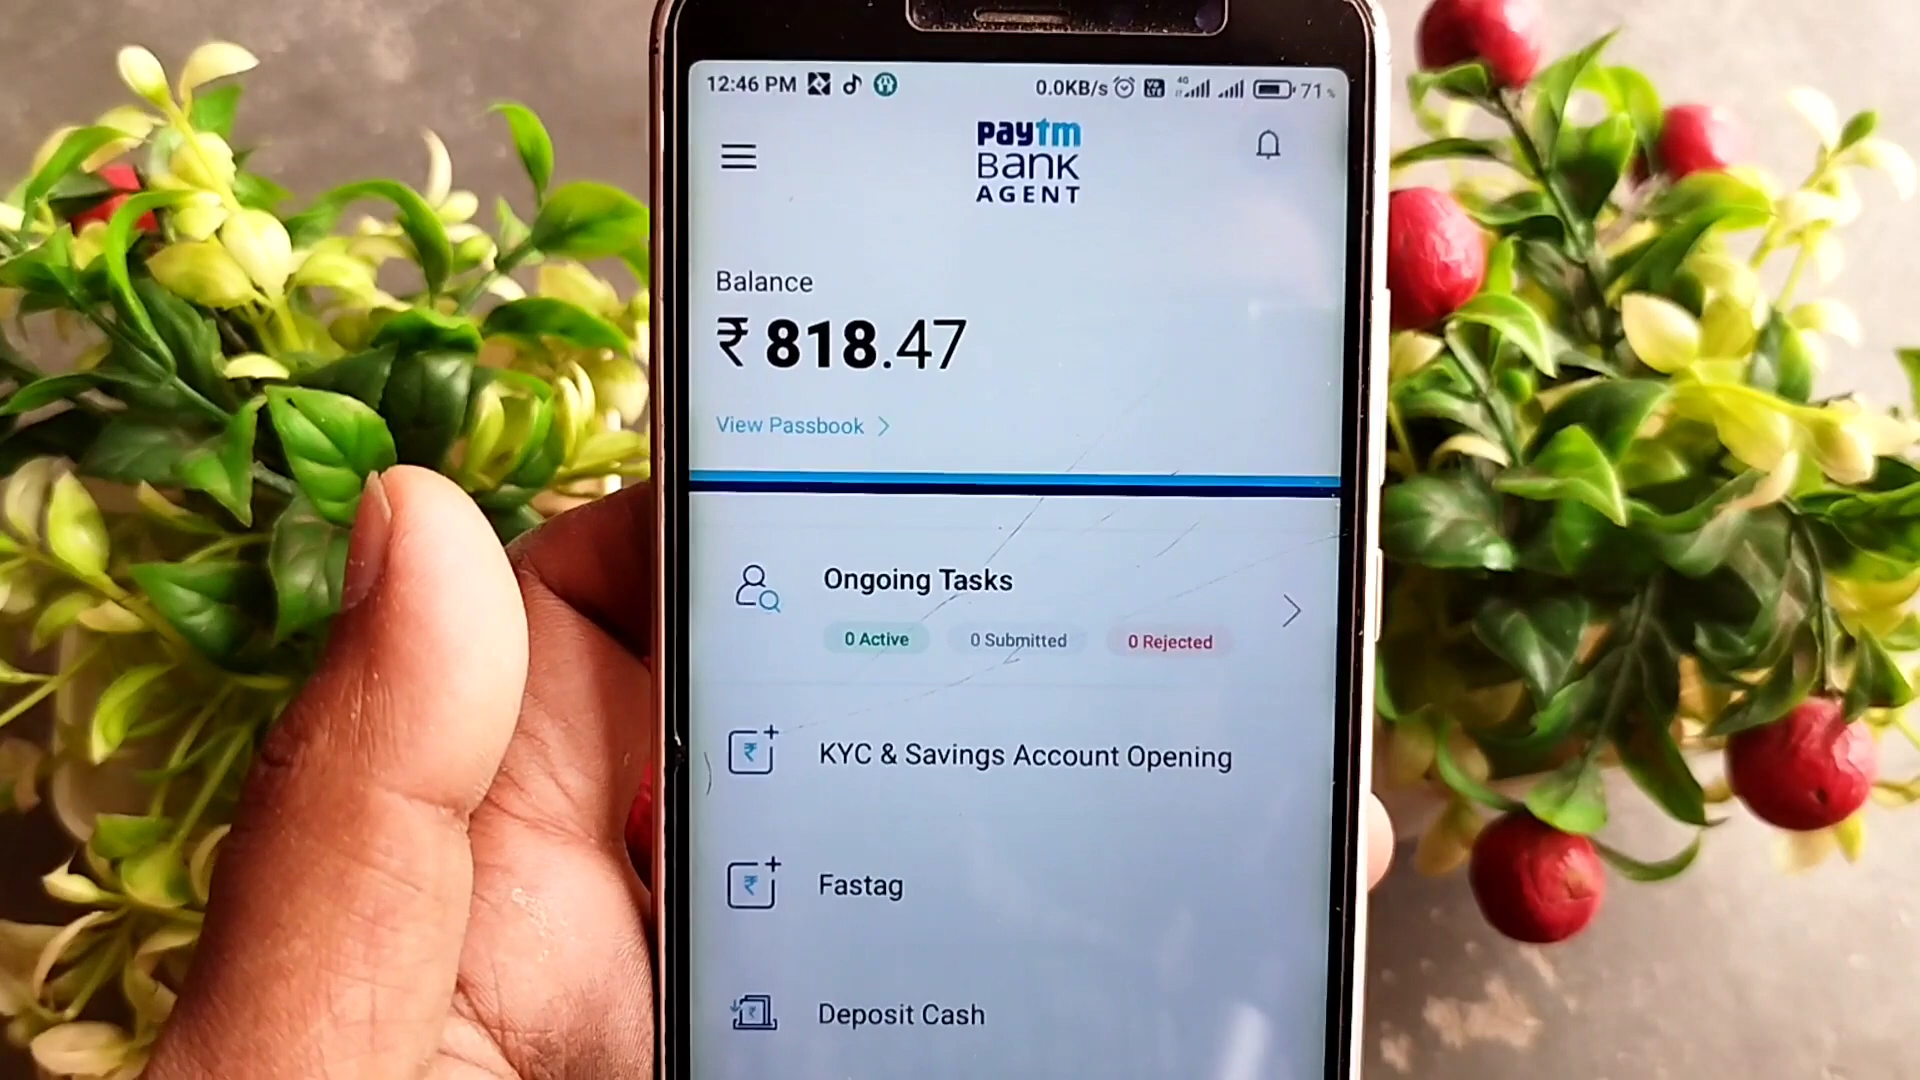 12:46 PM 0.0KB/s 4G 71%
paytm
BANK
AGENT
Balance
₹ 818.47
View Passbook >
Ongoing Tasks
0 Active 0 Submitted 0 Rejected
KYC & Savings Account Opening
Fastag
Deposit Cash